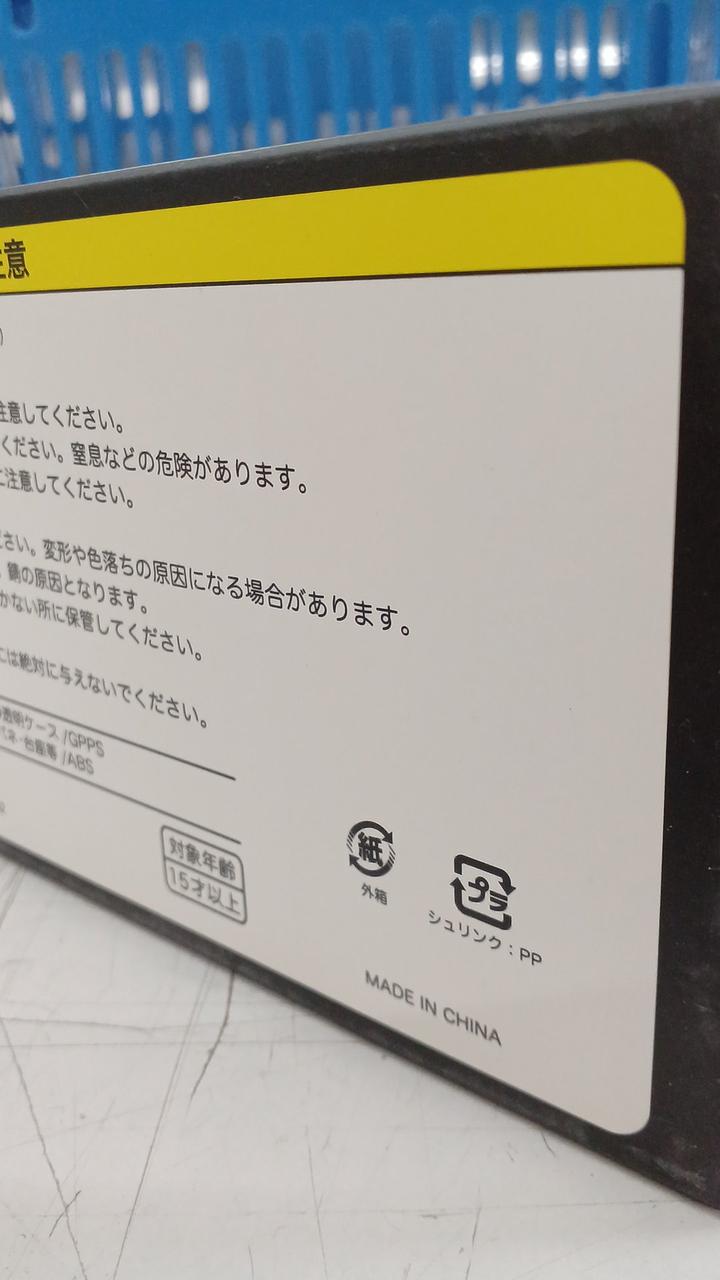 注意
)
注意してください。
ください。窒息などの危険があります。
に注意してください。
ださい。変形や色落ちの原因になる場合があります。
、錆の原因となります。
かない所に保管してください。
には絶対に与えないでください。
透明ケース /GPPS
バネ・台座等 /ABS
対象年齢
15才以上
紙
外箱
プラ
シュリンク：PP
MADE IN CHINA